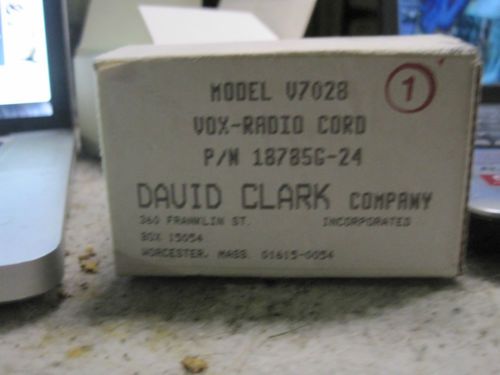 MODEL V7028
1
VOX-RADIO CORD
P/N 18785G-24
DAVID CLARK COMPANY
360 FRANKLIN ST. INCORPORATED
BOX 15054
WORCESTER, MASS. 01615-0054